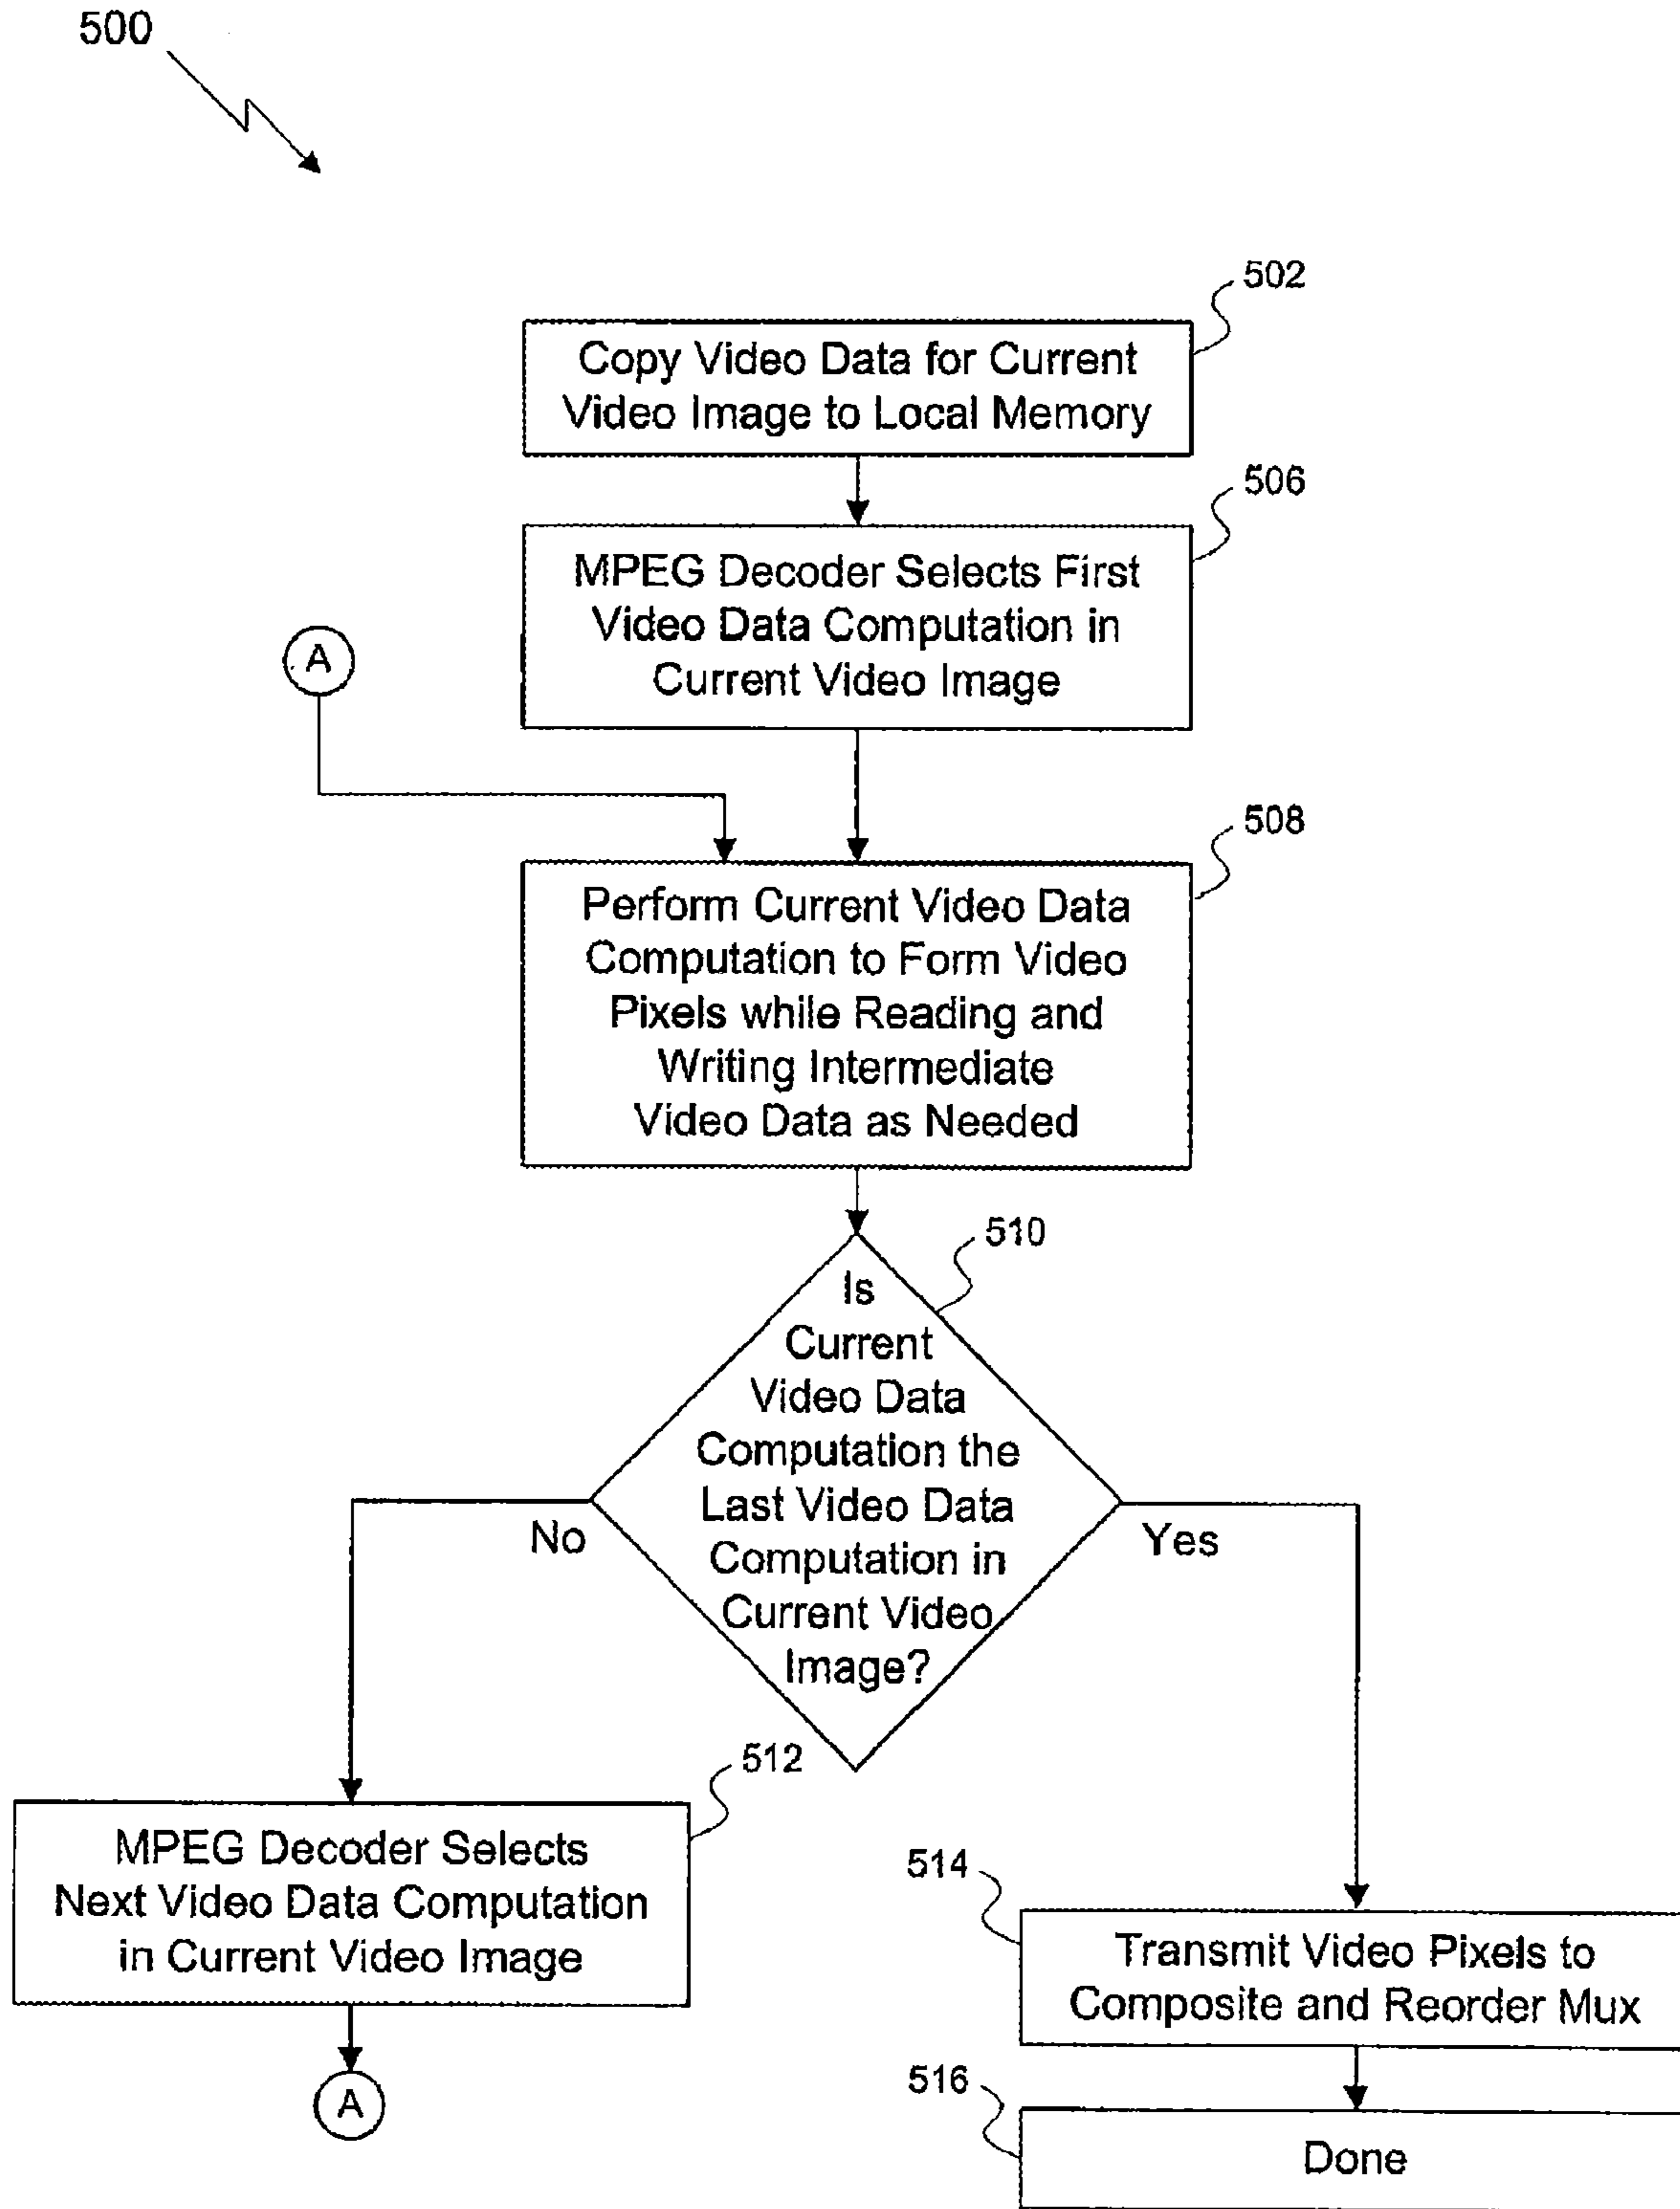 500
502
Copy Video Data for Current
Video Image to Local Memory
506
MPEG Decoder Selects First
Video Data Computation in
Current Video Image
A
508
Perform Current Video Data
Computation to Form Video
Pixels while Reading and
Writing Intermediate
Video Data as Needed
510
Is
Current
Video Data
Computation the
Last Video Data
Computation in
Current Video
Image?
No
Yes
512
MPEG Decoder Selects
Next Video Data Computation
in Current Video Image
A
514
Transmit Video Pixels to
Composite and Reorder Mux
516
Done